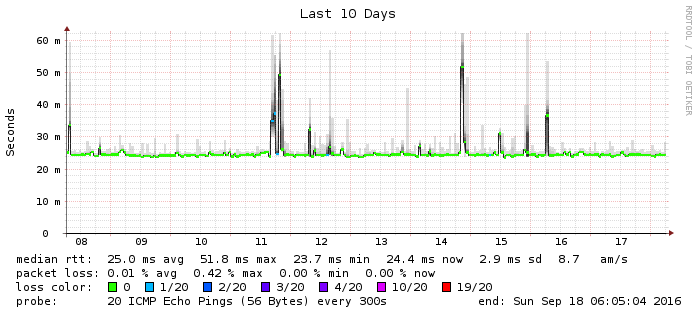 Last 10 Days
RRDTOOL / TOBI OETIKER
Seconds
60 m
50 m
40 m
30 m
20 m
10 m
0
08 09 10 11 12 13 14 15 16 17
median rtt: 25.0 ms avg 51.8 ms max 23.7 ms min 24.4 ms now 2.9 ms sd 8.7 am/s
packet loss: 0.01 % avg 0.42 % max 0.00 % min 0.00 % now
loss color: 0 1/20 2/20 3/20 4/20 10/20 19/20
probe: 20 ICMP Echo Pings (56 Bytes) every 300s end: Sun Sep 18 06:05:04 2016